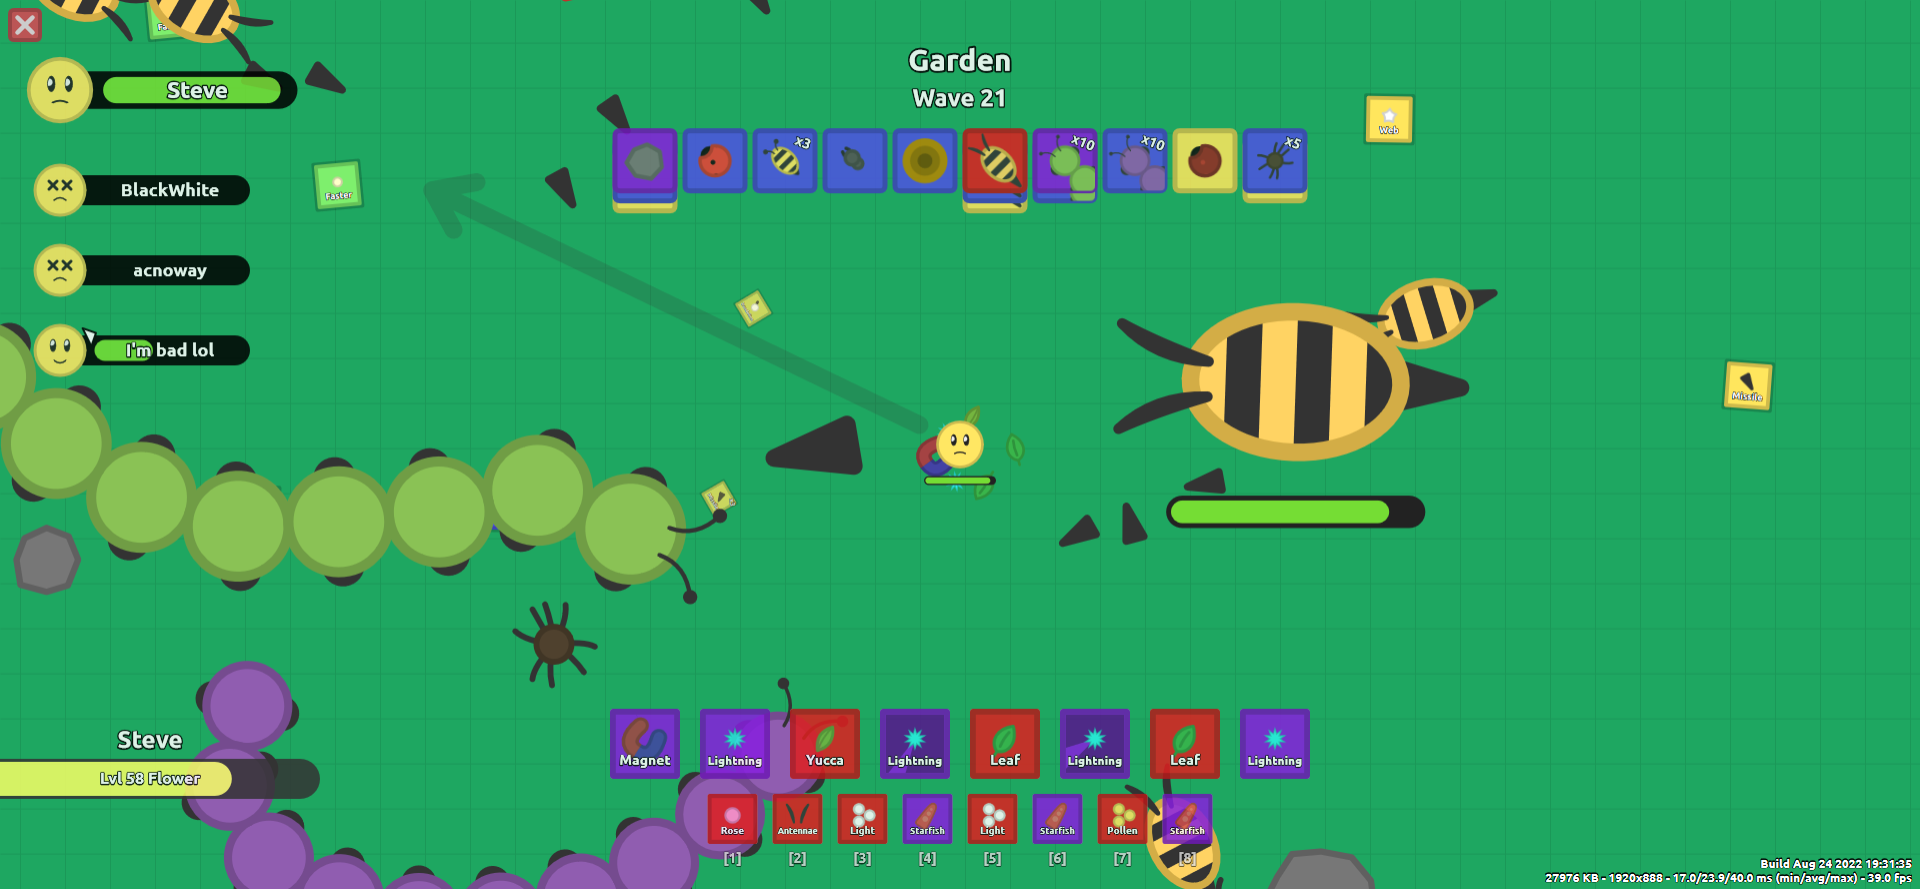 Garden
Wave 21
Steve
BlackWhite
acnoway
I'm bad lol
x3
x10
x10
x5
Web
Faster
Missile
Steve
Lvl 58 Flower
Magnet
Lightning
Yucca
Lightning
Leaf
Lightning
Leaf
Lightning
Rose
Antennae
Light
Starfish
Light
Starfish
Pollen
Starfish
[1]
[2]
[3]
[4]
[5]
[6]
[7]
[8]
Build Aug 24 2022 19:31:35
27976 KB - 1920x888 - 17.0/23.9/40.0 ms (min/avg/max) - 39.0 fps